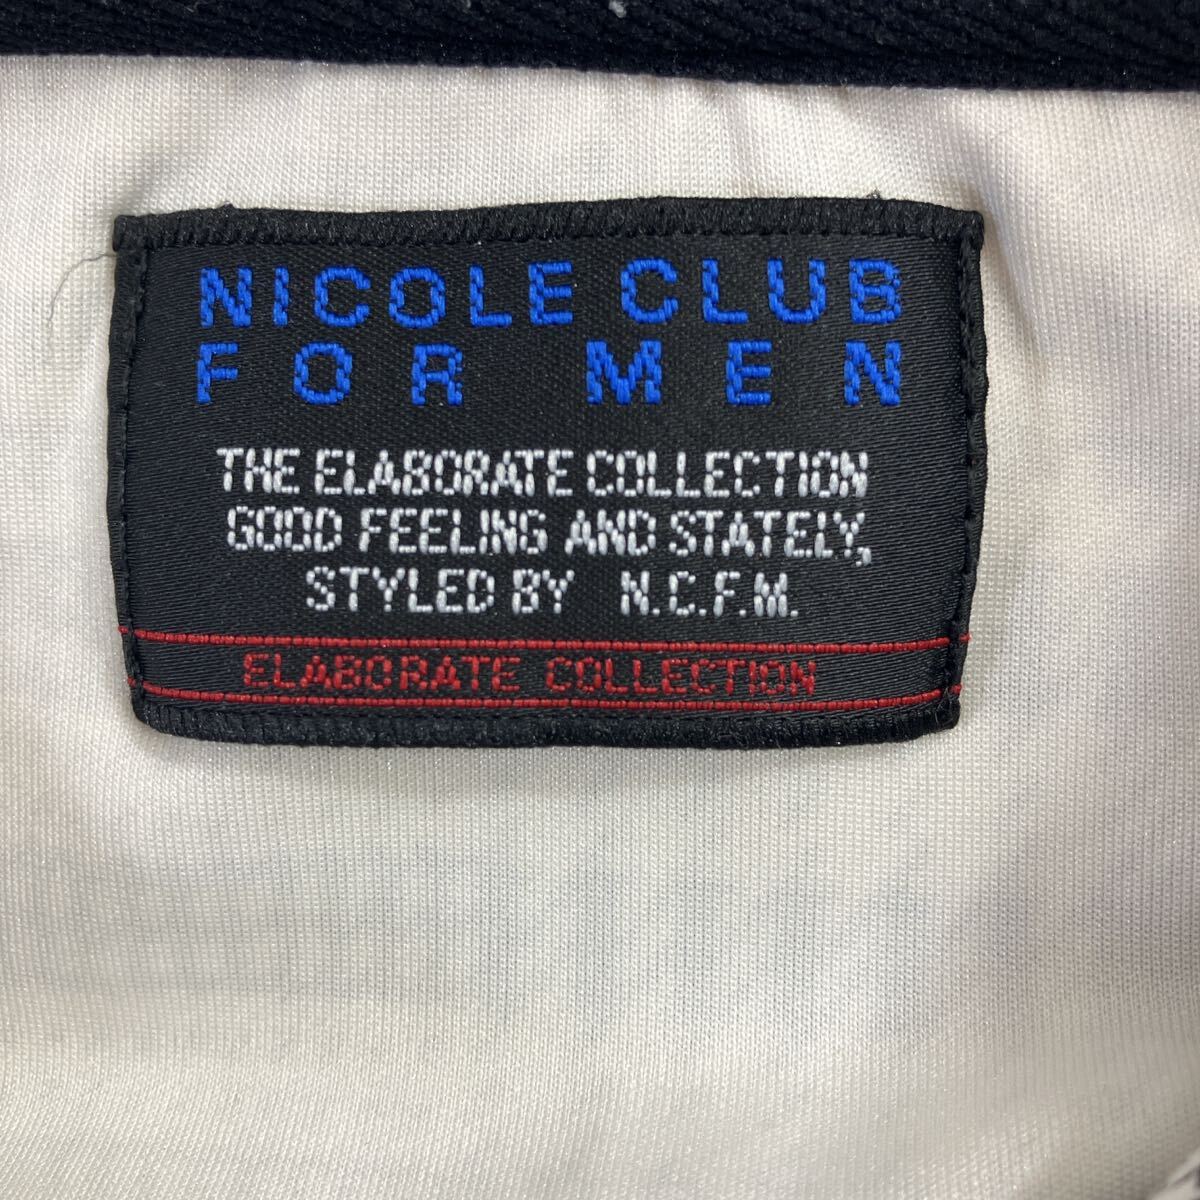 NICOLE CLUB
FOR MEN
THE ELABORATE COLLECTION
GOOD FEELING AND STATELY,
STYLED BY N.C.F.M.
ELABORATE COLLECTION